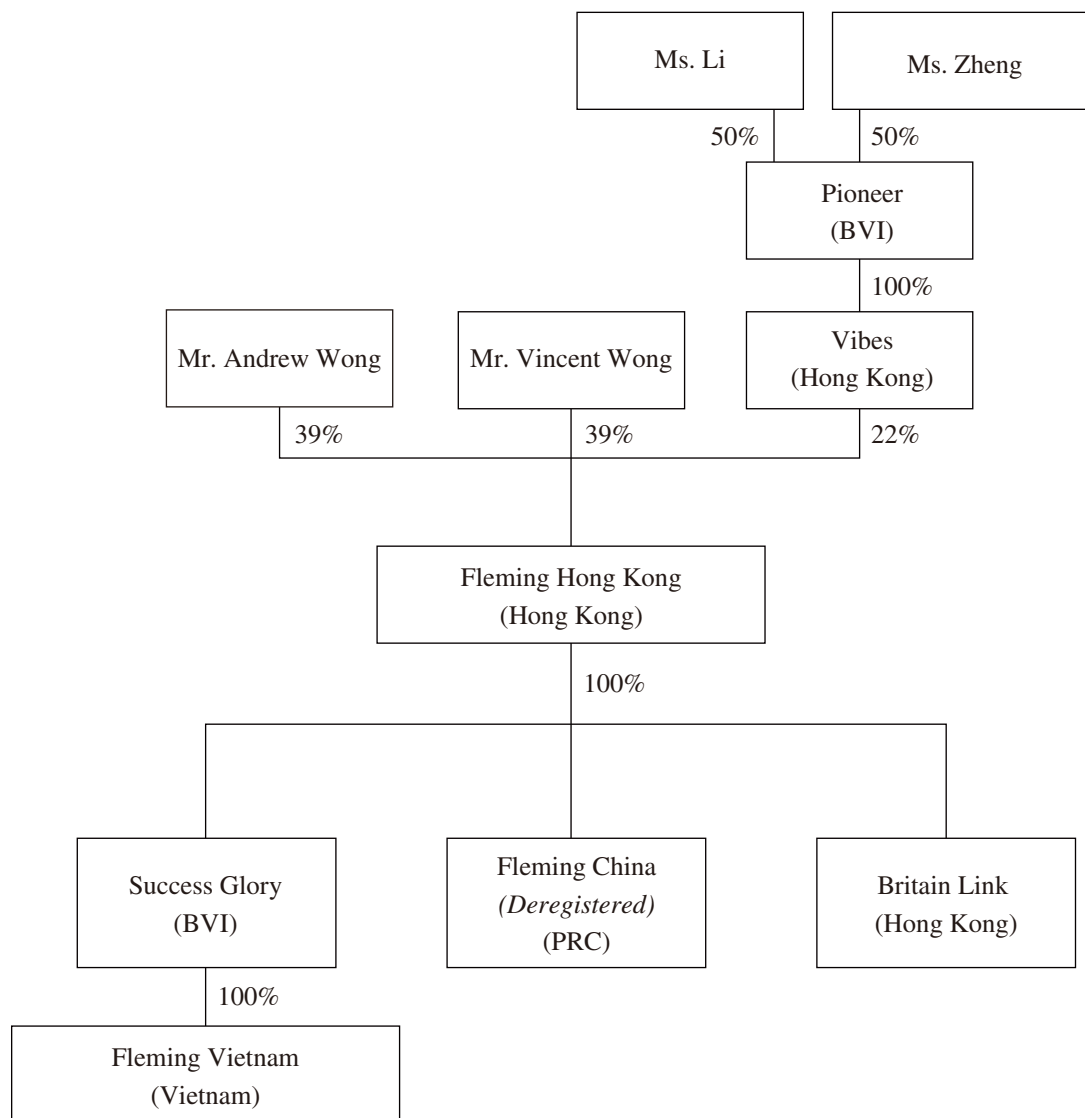 Ms. Li
Ms. Zheng
50%
50%
Pioneer
(BVI)
100%
Mr. Andrew Wong
Mr. Vincent Wong
Vibes
(Hong Kong)
39%
39%
22%
Fleming Hong Kong
(Hong Kong)
100%
Success Glory
(BVI)
Fleming China
(Deregistered)
(PRC)
Britain Link
(Hong Kong)
100%
Fleming Vietnam
(Vietnam)